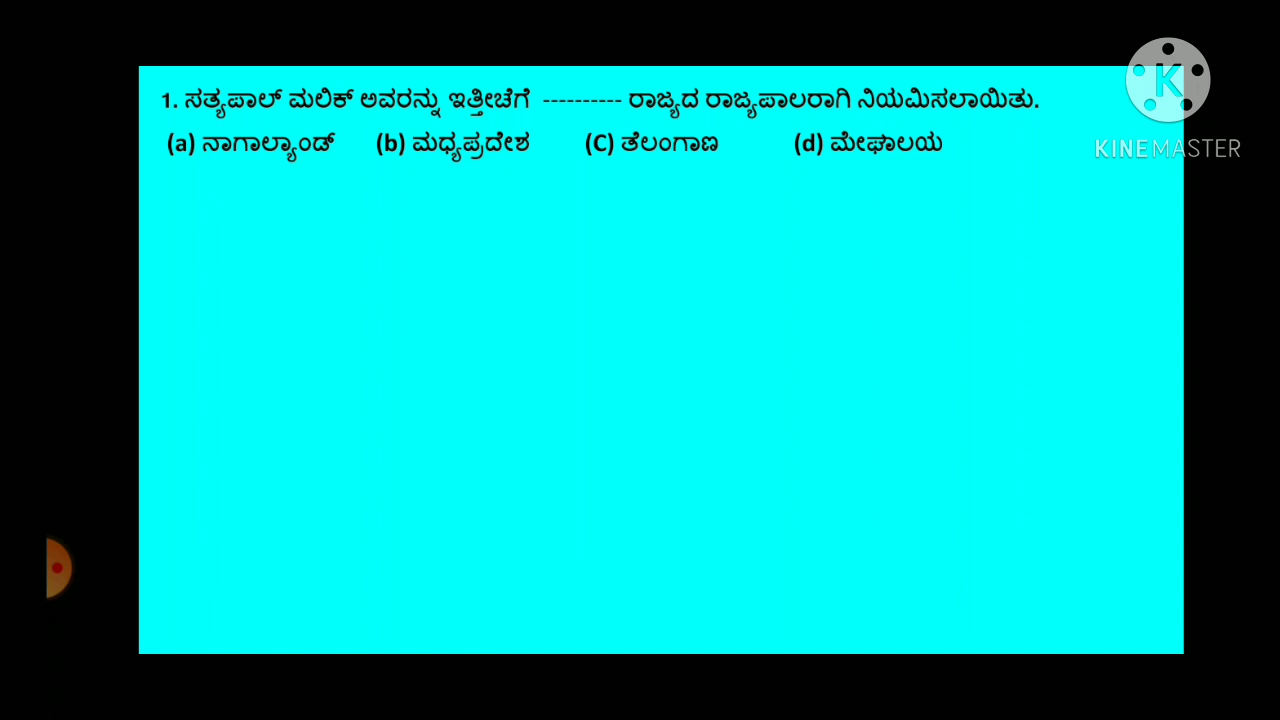 1. ಸತ್ಯಪಾಲ್ ಮಲಿಕ್ ಅವರನ್ನು ಇತ್ತೀಚೆಗೆ ---------- ರಾಜ್ಯದ ರಾಜ್ಯಪಾಲರಾಗಿ ನಿಯಮಿಸಲಾಯಿತು.
(a) ನಾಗಾಲ್ಯಾಂಡ್ (b) ಮಧ್ಯಪ್ರದೇಶ (C) ತೆಲಂಗಾಣ (d) ಮೇಘಾಲಯ
K
KINEMASTER